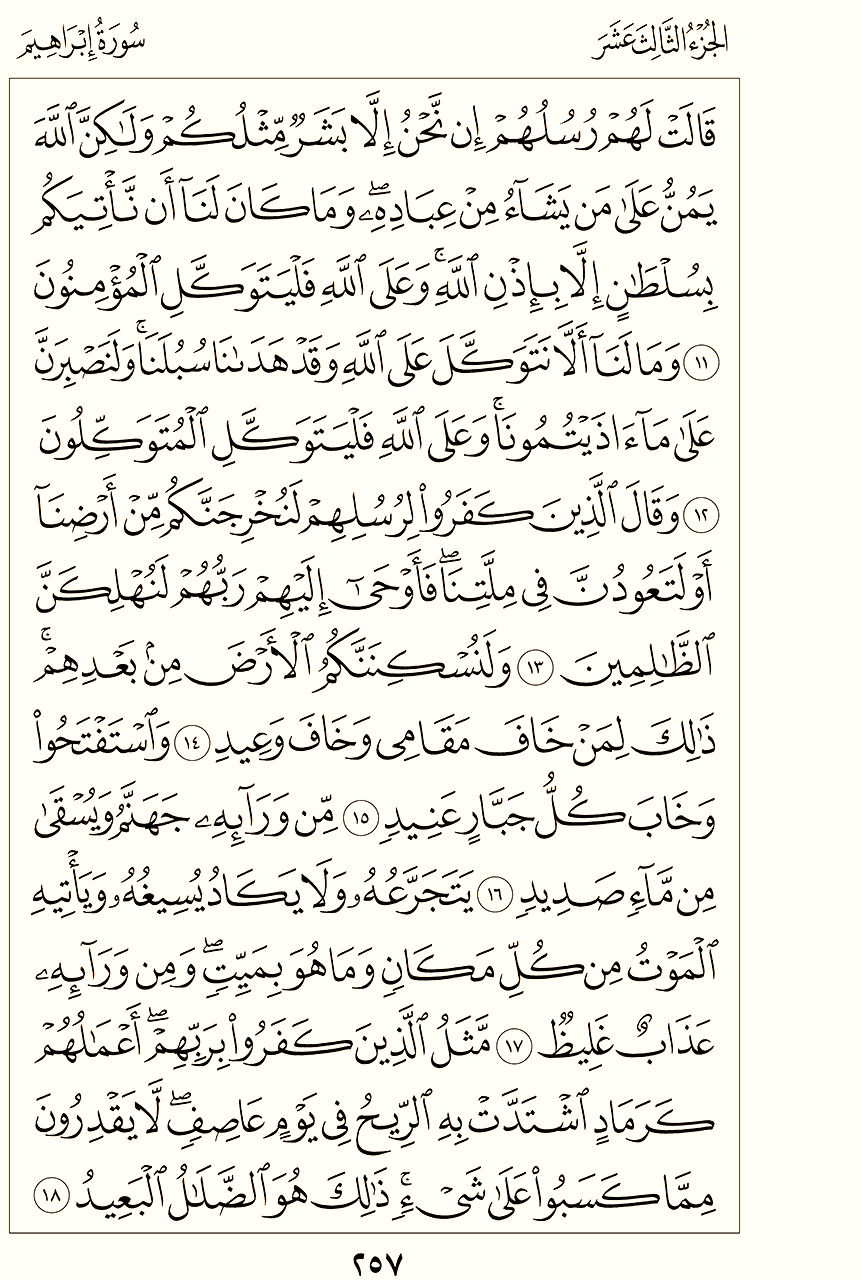 الجُزْءُ الثَّالِثَ عَشَرَ
سُورَةُ إِبْرَاهِيمَ
قَالَتْ لَهُمْ رُسُلُهُمْ إِن نَّحْنُ إِلَّا بَشَرٌ مِّثْلُكُمْ وَلَٰكِنَّ ٱللَّهَ
يَمُنُّ عَلَىٰ مَن يَشَآءُ مِنْ عِبَادِهِۦۖ وَمَا كَانَ لَنَآ أَن نَّأْتِيَكُم
بِسُلْطَٰنٍ إِلَّا بِإِذْنِ ٱللَّهِۚ وَعَلَى ٱللَّهِ فَلْيَتَوَكَّلِ ٱلْمُؤْمِنُونَ
١١ وَمَا لَنَآ أَلَّا نَتَوَكَّلَ عَلَى ٱللَّهِ وَقَدْ هَدَىٰنَا سُبُلَنَاۚ وَلَنَصْبِرَنَّ
عَلَىٰ مَآ ءَاذَيْتُمُونَاۚ وَعَلَى ٱللَّهِ فَلْيَتَوَكَّلِ ٱلْمُتَوَكِّلُونَ
١٢ وَقَالَ ٱلَّذِينَ كَفَرُوا۟ لِرُسُلِهِمْ لَنُخْرِجَنَّكُم مِّنْ أَرْضِنَآ
أَوْ لَتَعُودُنَّ فِى مِلَّتِنَاۖ فَأَوْحَىٰٓ إِلَيْهِمْ رَبُّهُمْ لَنُهْلِكَنَّ
ٱلظَّٰلِمِينَ ١٣ وَلَنُسْكِنَنَّكُمُ ٱلْأَرْضَ مِنۢ بَعْدِهِمْۚ
ذَٰلِكَ لِمَنْ خَافَ مَقَامِى وَخَافَ وَعِيدِ ١٤ وَٱسْتَفْتَحُوا۟
وَخَابَ كُلُّ جَبَّارٍ عَنِيدٍ ١٥ مِّن وَرَآئِهِۦ جَهَنَّمُ وَيُسْقَىٰ
مِن مَّآءٍ صَدِيدٍ ١٦ يَتَجَرَّعُهُۥ وَلَا يَكَادُ يُسِيغُهُۥ وَيَأْتِيهِ
ٱلْمَوْتُ مِن كُلِّ مَكَانٍ وَمَا هُوَ بِمَيِّتٍۖ وَمِن وَرَآئِهِۦ
عَذَابٌ غَلِيظٌ ١٧ مَّثَلُ ٱلَّذِينَ كَفَرُوا۟ بِرَبِّهِمْۖ أَعْمَٰلُهُمْ
كَرَمَادٍ ٱشْتَدَّتْ بِهِ ٱلرِّيحُ فِى يَوْمٍ عَاصِفٍۖ لَّا يَقْدِرُونَ
مِمَّا كَسَبُوا۟ عَلَىٰ شَىْءٍۚ ذَٰلِكَ هُوَ ٱلضَّلَٰلُ ٱلْبَعِيدُ ١٨
٢٥٧